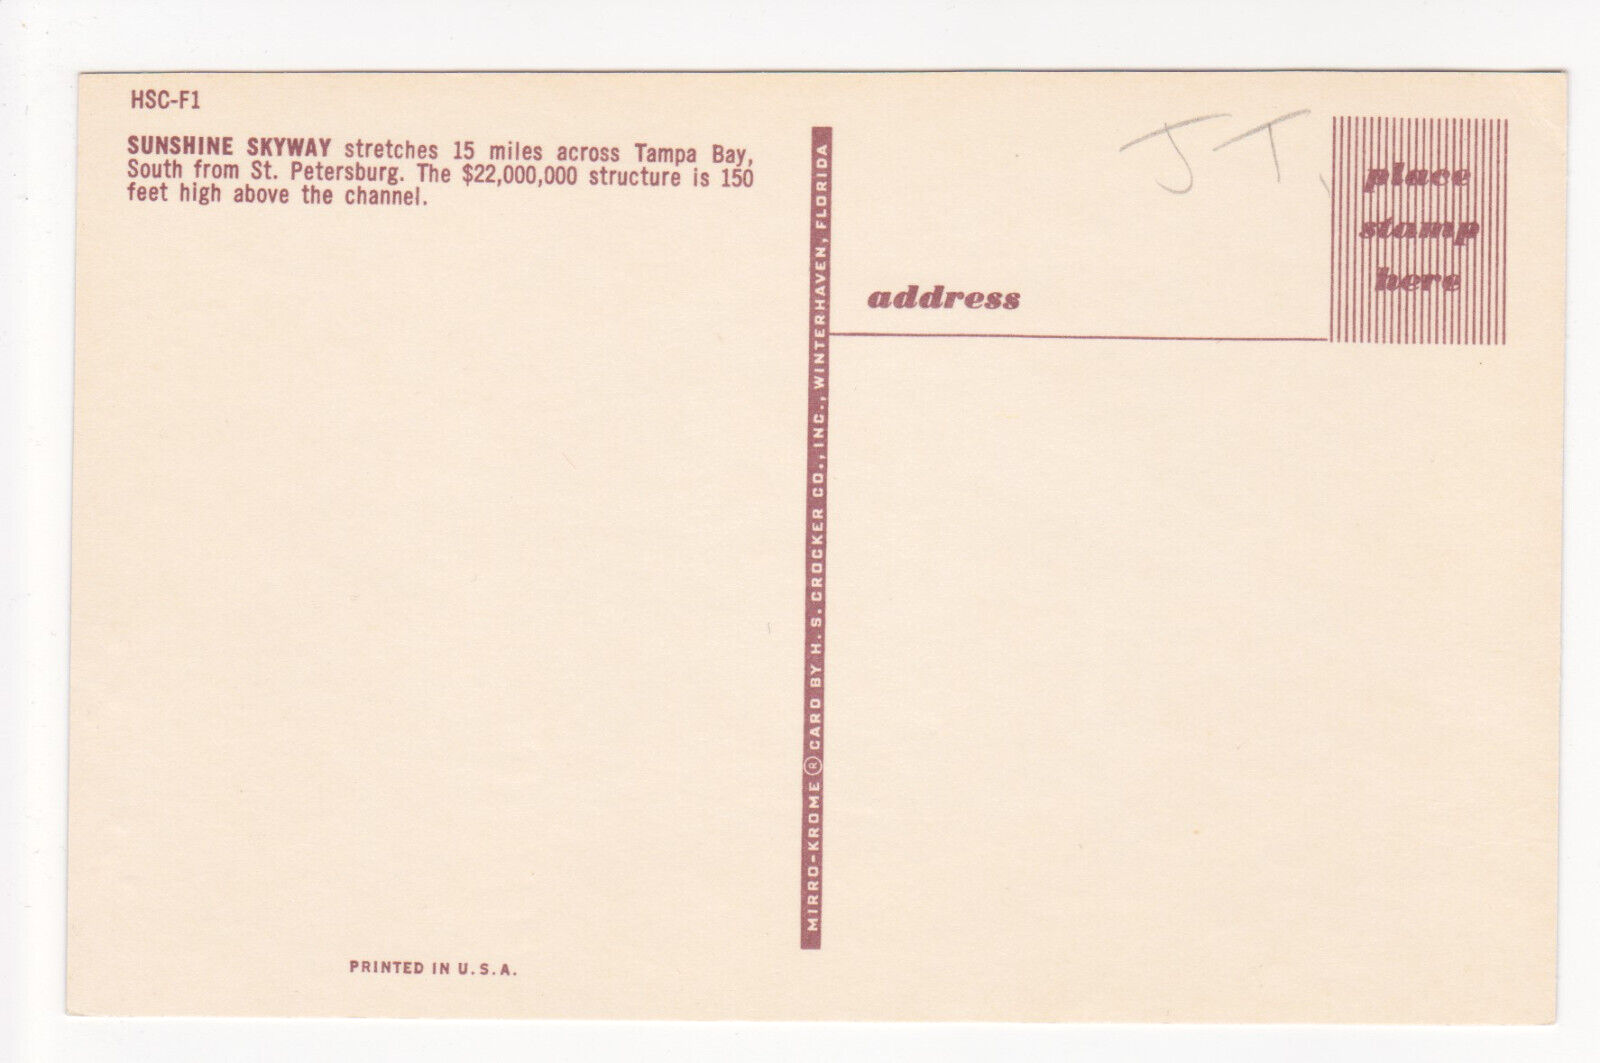 HSC-F1
SUNSHINE SKYWAY stretches 15 miles across Tampa Bay,
South from St. Petersburg. The $22,000,000 structure is 150
feet high above the channel.
PRINTED IN U.S.A.
MIRRO-KROME® CARD BY H. S. CROCKER CO., INC., WINTERHAVEN, FLORIDA
JT
place
stamp
here
address